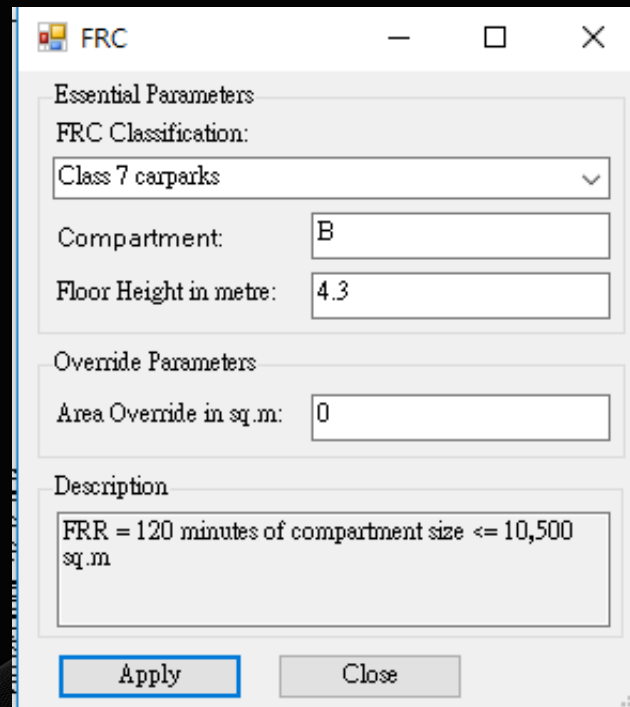 FRC
Essential Parameters
FRC Classification:
Class 7 carparks
Compartment:
B
Floor Height in metre:
4.3
Override Parameters
Area Override in sq.m:
0
Description
FRR = 120 minutes of compartment size <= 10,500
sq.m
Apply
Close